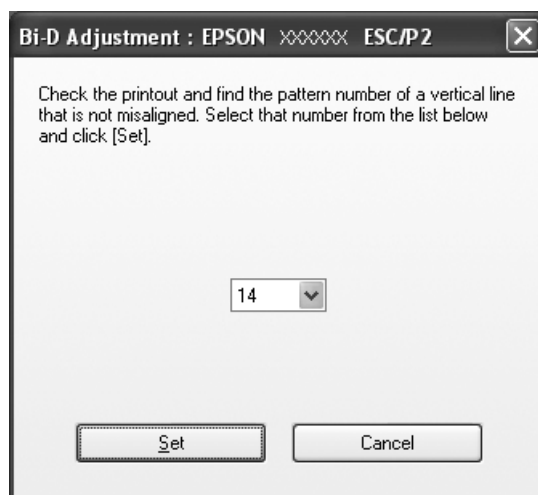 Bi-D Adjustment : EPSON XXXXXX ESC/P2
Check the printout and find the pattern number of a vertical line
that is not misaligned. Select that number from the list below
and click [Set].
14
Set
Cancel